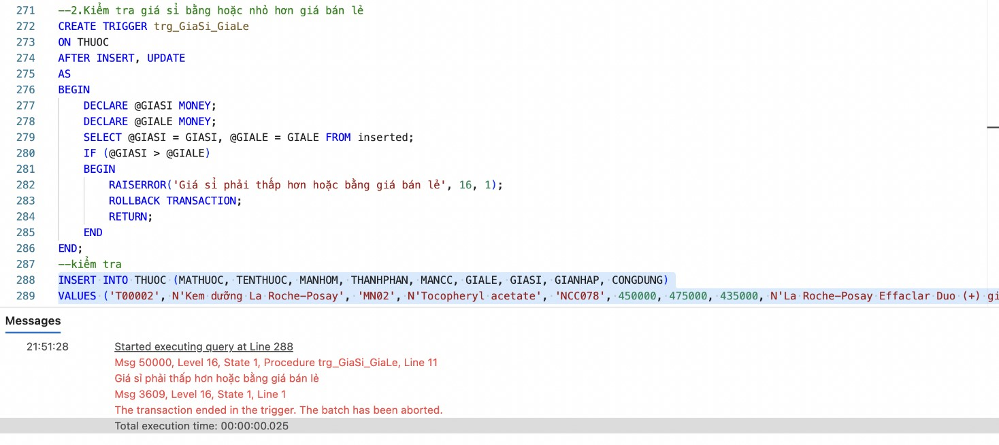 271 --2.Kiểm tra giá sỉ bằng hoặc nhỏ hơn giá bán lẻ
272 CREATE TRIGGER trg_GiaSi_GiaLe
273 ON THUOC
274 AFTER INSERT, UPDATE
275 AS
276 BEGIN
277 DECLARE @GIASI MONEY;
278 DECLARE @GIALE MONEY;
279 SELECT @GIASI = GIASI, @GIALE = GIALE FROM inserted;
280 IF (@GIASI > @GIALE)
281 BEGIN
282 RAISERROR('Giá sỉ phải thấp hơn hoặc bằng giá bán lẻ', 16, 1);
283 ROLLBACK TRANSACTION;
284 RETURN;
285 END
286 END;
287 --kiểm tra
288 INSERT INTO THUOC (MATHUOC, TENTHUOC, MANHOM, THANHPHAN, MANCC, GIALE, GIASI, GIANHAP, CONGDUNG)
289 VALUES ('T00002', N'Kem dưỡng La Roche-Posay', 'MN02', N'Tocopheryl acetate', 'NCC078', 450000, 475000, 435000, N'La Roche-Posay Effaclar Duo (+) gi
Messages
21:51:28 Started executing query at Line 288
Msg 50000, Level 16, State 1, Procedure trg_GiaSi_GiaLe, Line 11
Giá sỉ phải thấp hơn hoặc bằng giá bán lẻ
Msg 3609, Level 16, State 1, Line 1
The transaction ended in the trigger. The batch has been aborted.
Total execution time: 00:00:00.025